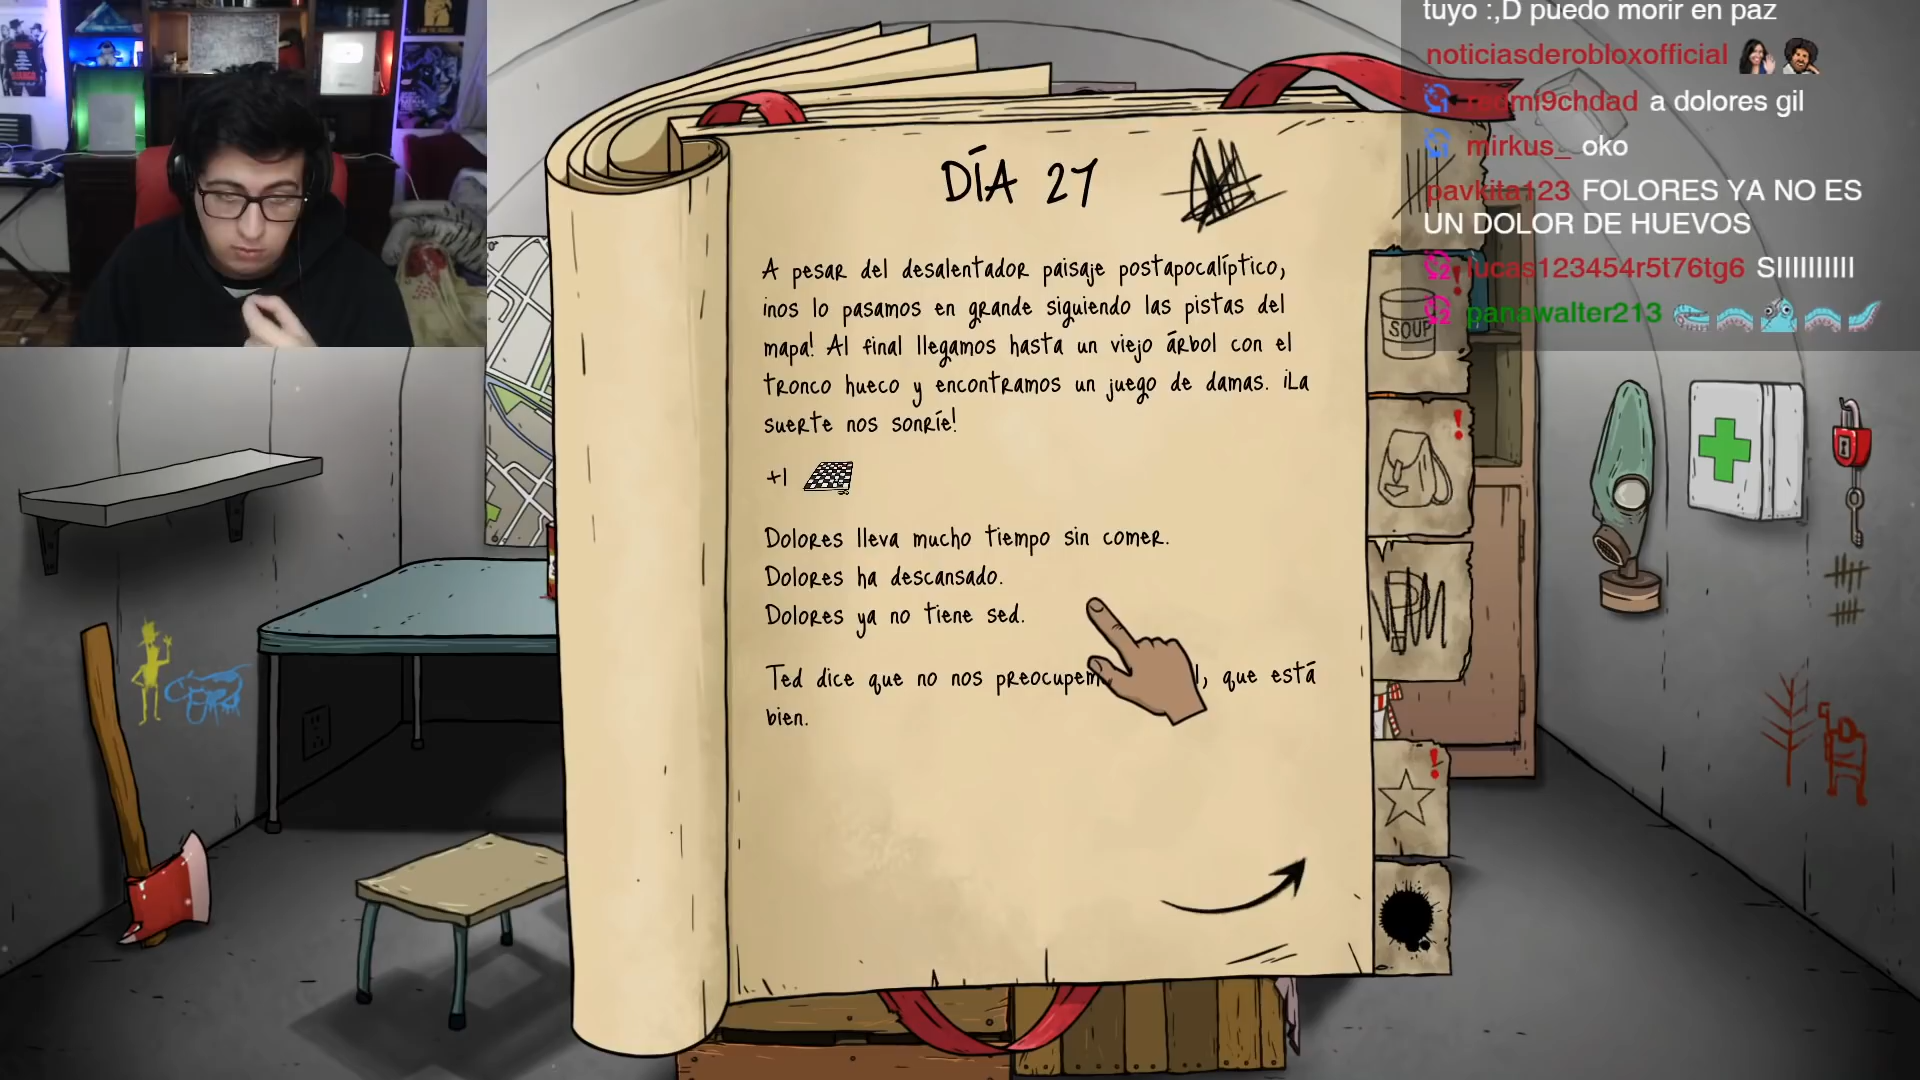 tuyo :,D puedo morir en paz
noticiasderobloxofficial
a dolores gil
mirkus_ oko
pavkita123 FOLORES YA NO ES
UN DOLOR DE HUEVOS
lucas123454r5t76tg6 SIIIIIIIIII
panawalter213
SOUP
DÍA 27
A pesar del desalentador paisaje postapocalíptico,
¡nos lo pasamos en grande siguiendo las pistas del
mapa! Al final llegamos hasta un viejo árbol con el
tronco hueco y encontramos un juego de damas. ¡La
suerte nos sonríe!
+1
Dolores lleva mucho tiempo sin comer.
Dolores ha descansado.
Dolores ya no tiene sed.
Ted dice que no nos que está
bien.